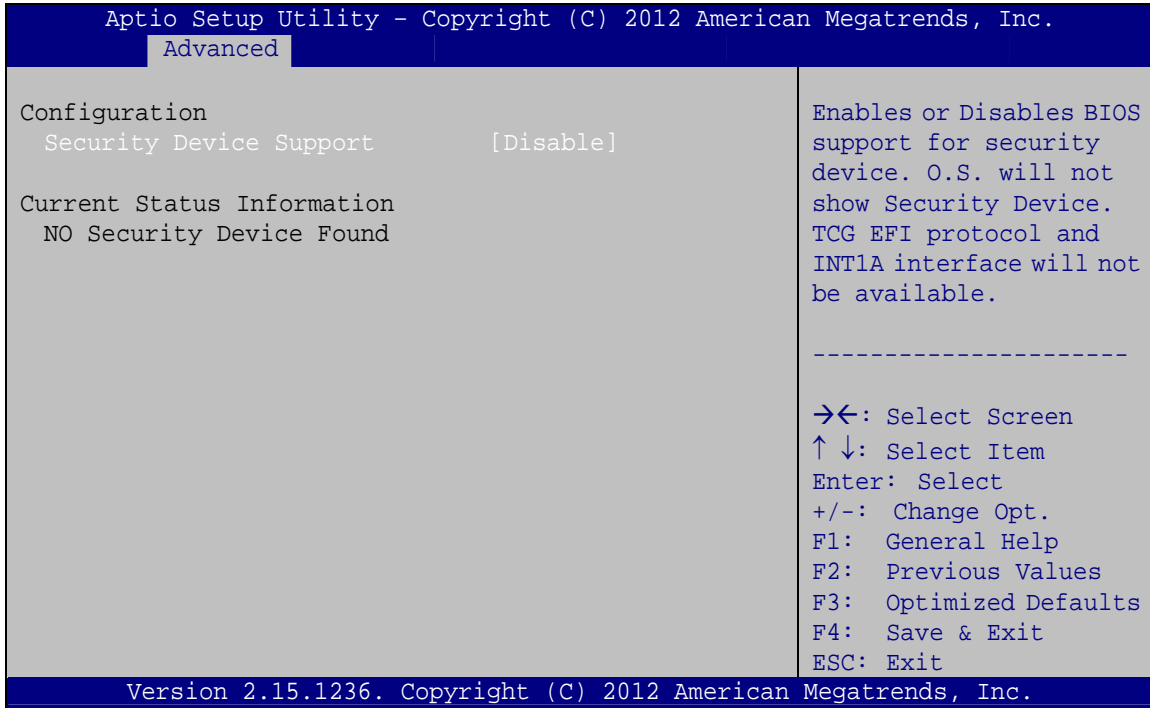 Aptio Setup Utility – Copyright (C) 2012 American Megatrends, Inc.
Advanced
Configuration
Security Device Support [Disable]
Current Status Information
NO Security Device Found
Enables or Disables BIOS
support for security
device. O.S. will not
show Security Device.
TCG EFI protocol and
INT1A interface will not
be available.
----------------------
→←: Select Screen
↑ ↓: Select Item
Enter: Select
+/-: Change Opt.
F1: General Help
F2: Previous Values
F3: Optimized Defaults
F4: Save & Exit
ESC: Exit
Version 2.15.1236. Copyright (C) 2012 American Megatrends, Inc.